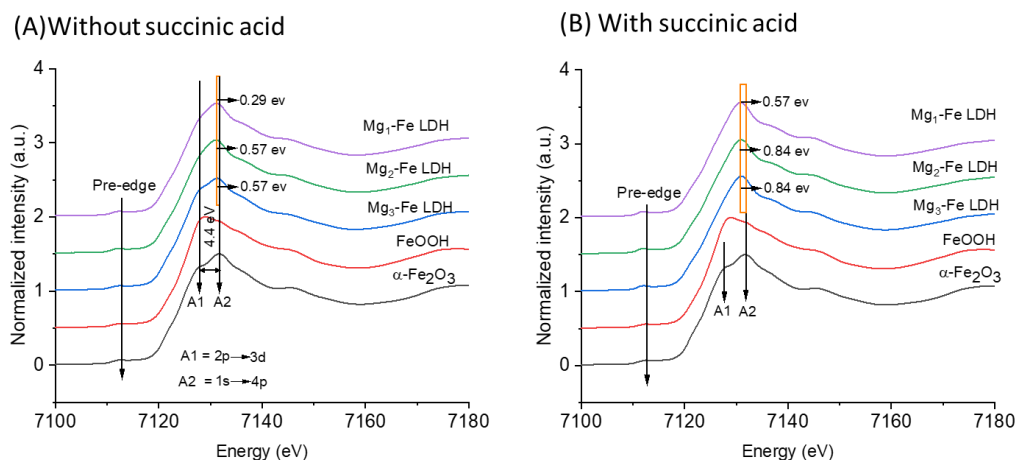 (A)Without succinic acid
4
3
2
1
0
Normalized intensity (a.u.)
0.29 ev
Mg₁-Fe LDH
0.57 ev
Mg₂-Fe LDH
Pre-edge
0.57 ev
Mg₃-Fe LDH
4.4 eV
FeOOH
α-Fe₂O₃
A1
A2
A1 = 2p→3d
A2 = 1s→4p
7100
7120
7140
7160
7180
Energy (eV)
(B) With succinic acid
4
3
2
1
0
Normalized intensity (a.u.)
0.57 ev
Mg₁-Fe LDH
0.84 ev
Mg₂-Fe LDH
Pre-edge
0.84 ev
Mg₃-Fe LDH
FeOOH
α-Fe₂O₃
A1
A2
7100
7120
7140
7160
7180
Energy (eV)